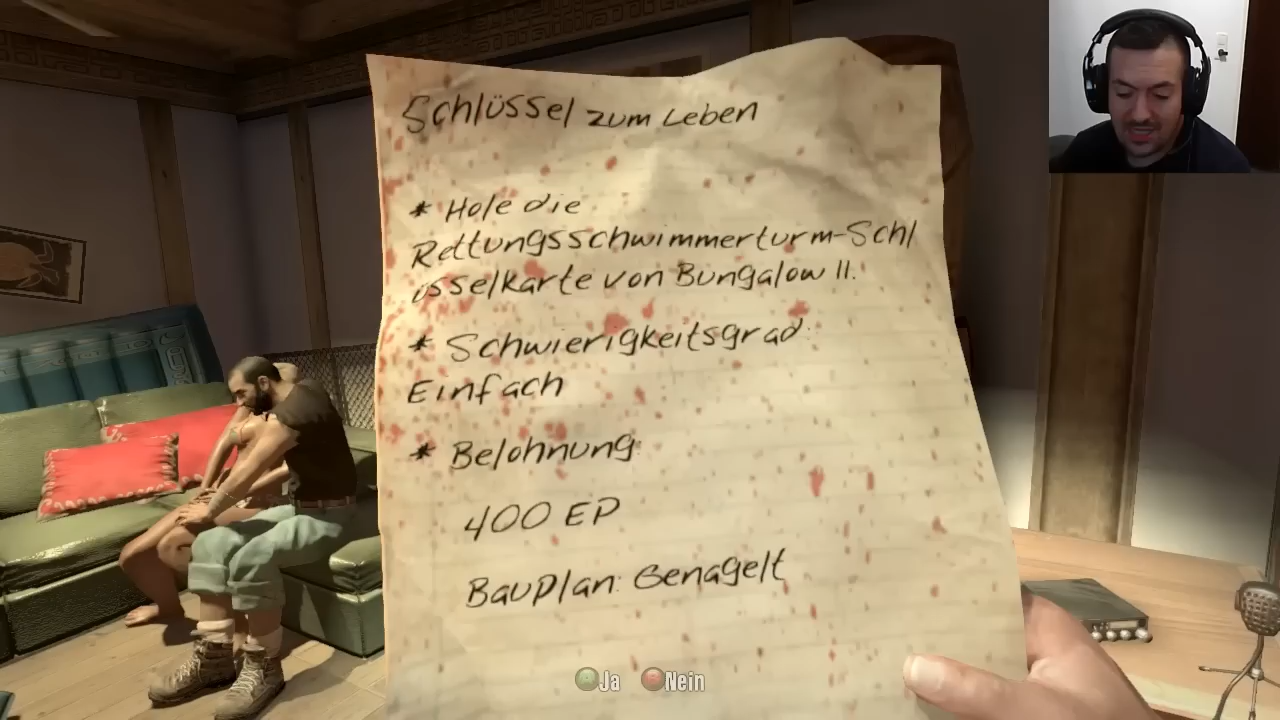 Schlüssel zum Leben
* Hole die
Rettungsschwimmerturm-Schl
üsselkarte von Bungalow 11.
* Schwierigkeitsgrad:
Einfach
* Belohnung:
400 EP
Bauplan: Genagelt
Ja Nein